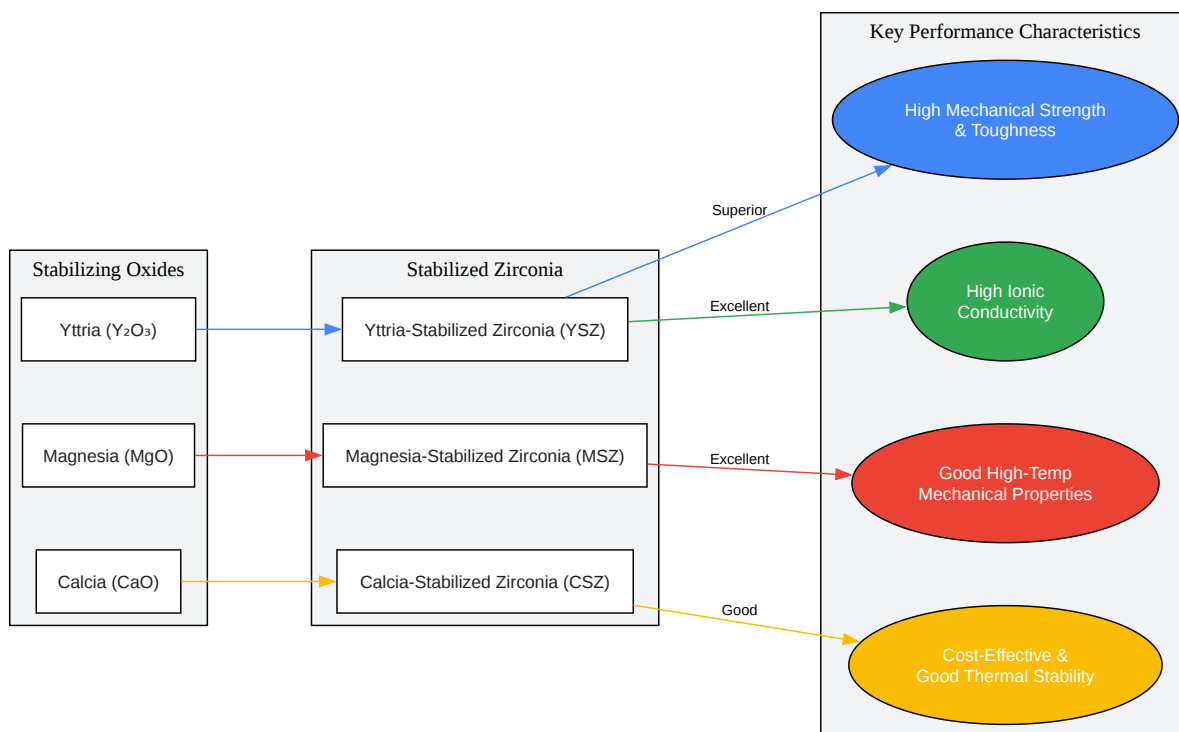 Key Performance Characteristics
High Mechanical Strength
& Toughness
Superior
Stabilizing Oxides
Stabilized Zirconia
Yttria (Y₂O₃)
Yttria-Stabilized Zirconia (YSZ)
Excellent
High Ionic
Conductivity
Magnesia (MgO)
Magnesia-Stabilized Zirconia (MSZ)
Excellent
Good High-Temp
Mechanical Properties
Calcia (CaO)
Calcia-Stabilized Zirconia (CSZ)
Good
Cost-Effective &
Good Thermal Stability